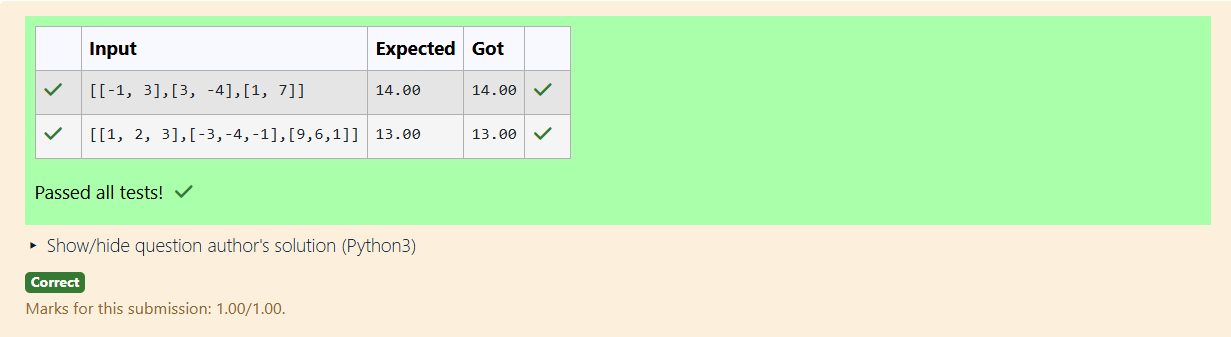 Input Expected Got
[[-1, 3],[3, -4],[1, 7]] 14.00 14.00
[[1, 2, 3],[-3,-4,-1],[9,6,1]] 13.00 13.00
Passed all tests!
Show/hide question author's solution (Python3)
Correct
Marks for this submission: 1.00/1.00.